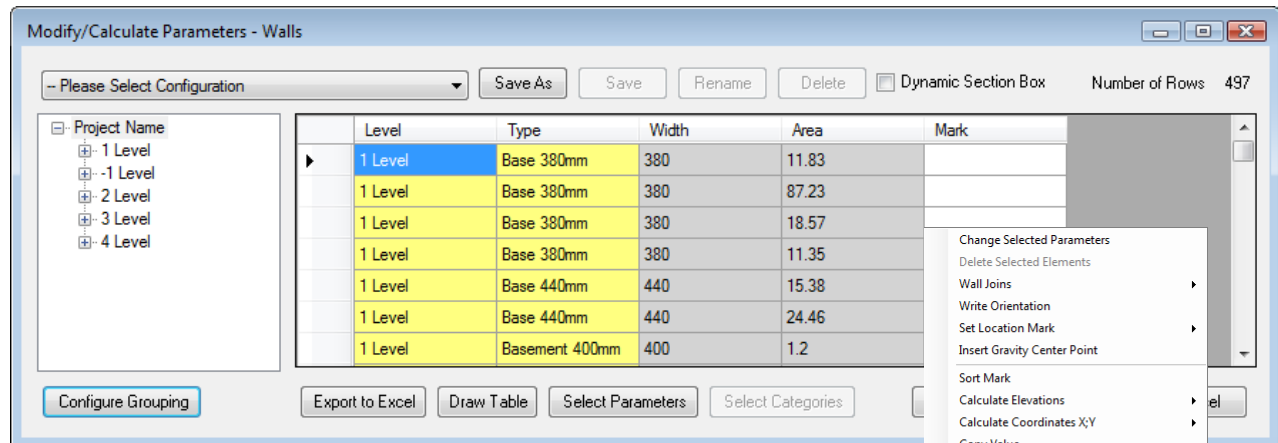 Modify/Calculate Parameters - Walls
-- Please Select Configuration Save As Save Rename Delete Dynamic Section Box Number of Rows 497
Project Name
1 Level
-1 Level
2 Level
3 Level
4 Level
Level Type Width Area Mark
1 Level Base 380mm 380 11.83
1 Level Base 380mm 380 87.23
1 Level Base 380mm 380 18.57
1 Level Base 380mm 380 11.35
1 Level Base 440mm 440 15.38
1 Level Base 440mm 440 24.46
1 Level Basement 400mm 400 1.2
Change Selected Parameters
Delete Selected Elements
Wall Joins
Write Orientation
Set Location Mark
Insert Gravity Center Point
Sort Mark
Calculate Elevations
Calculate Coordinates X;Y
Copy Value
Configure Grouping Export to Excel Draw Table Select Parameters Select Categories el